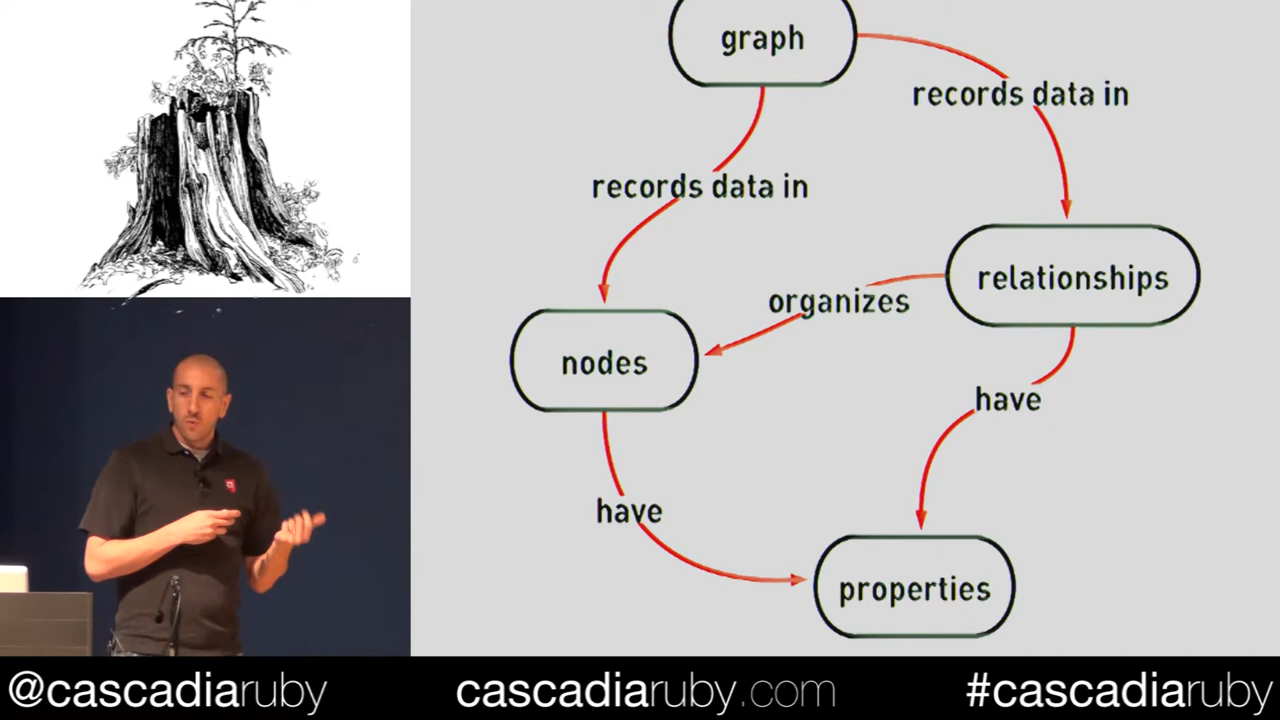 graph
records data in
records data in
relationships
organizes
nodes
have
have
properties
@cascadiaruby
cascadiaruby.com
#cascadiaruby